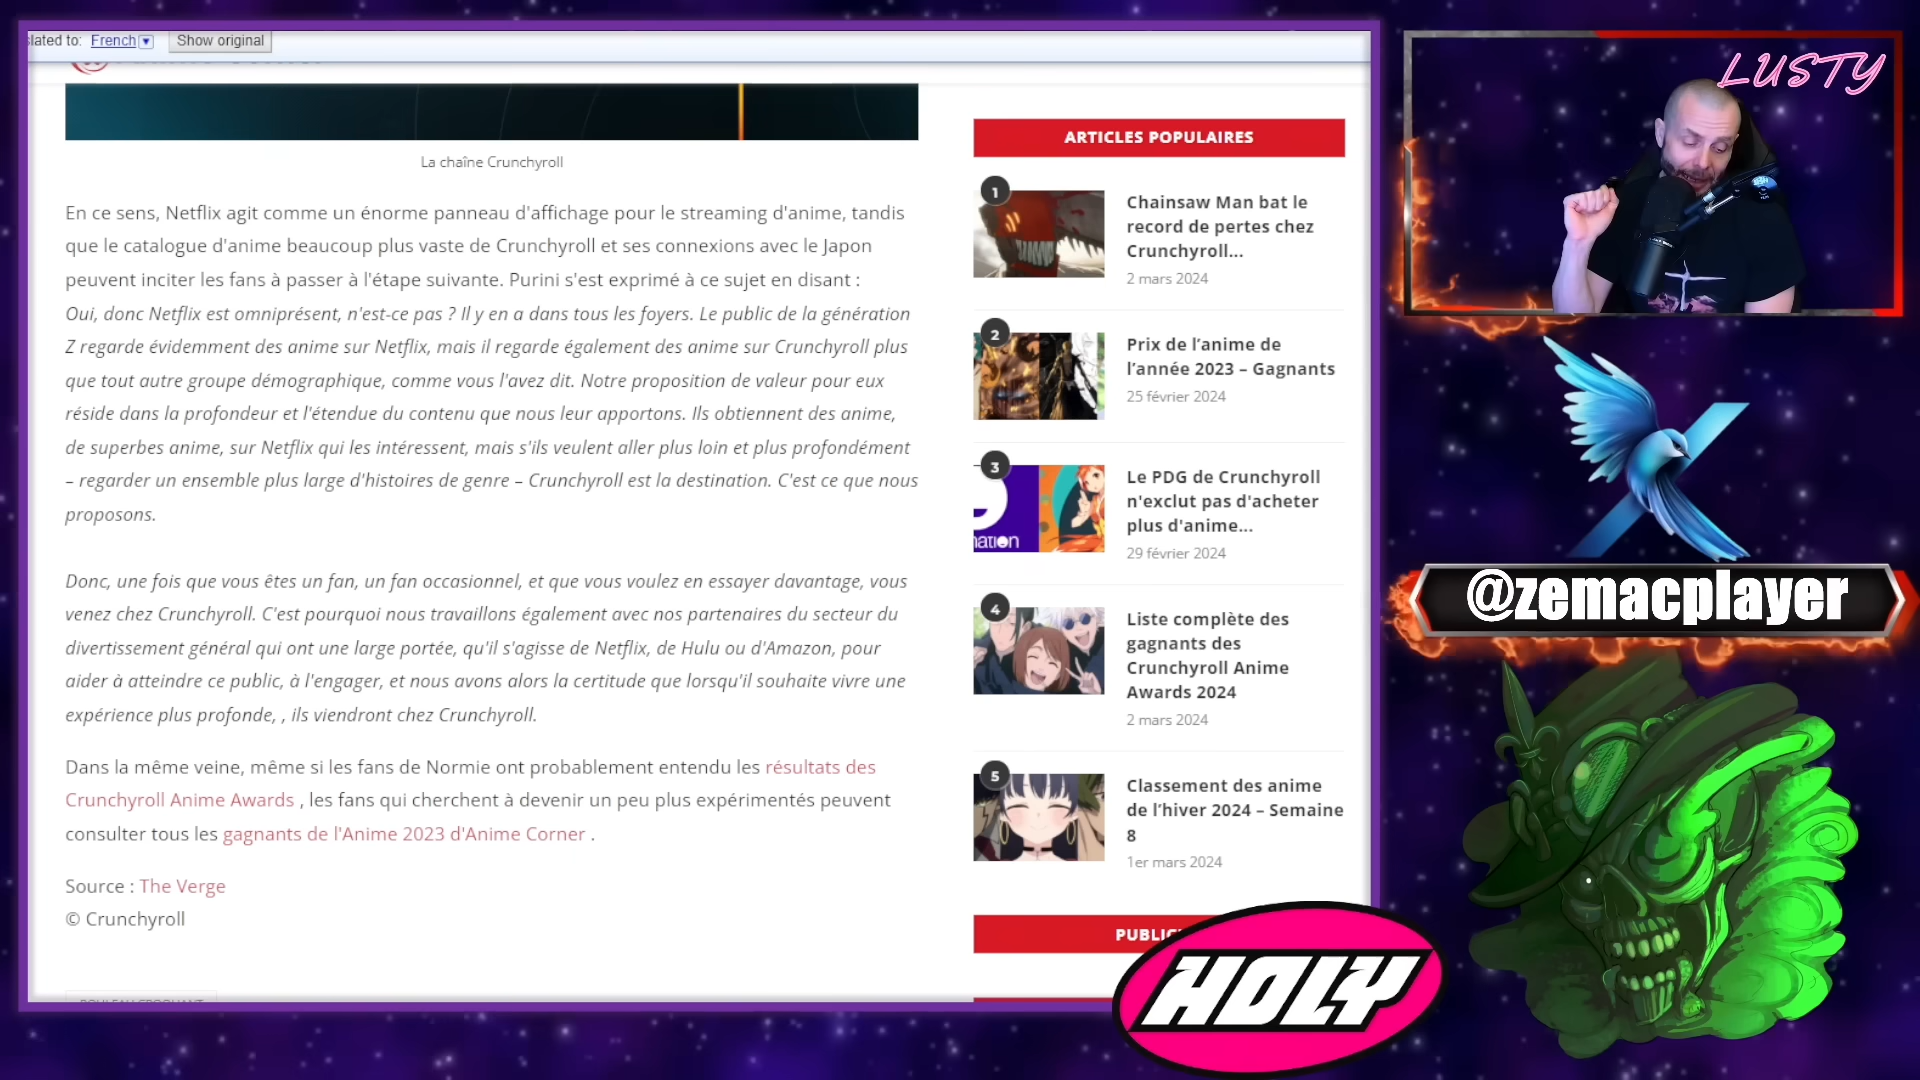 lated to: French
Show original
La chaîne Crunchyroll
En ce sens, Netflix agit comme un énorme panneau d'affichage pour le streaming d'anime, tandis
que le catalogue d'anime beaucoup plus vaste de Crunchyroll et ses connexions avec le Japon
peuvent inciter les fans à passer à l'étape suivante. Purini s'est exprimé à ce sujet en disant :
Oui, donc Netflix est omniprésent, n'est-ce pas ? Il y en a dans tous les foyers. Le public de la génération
Z regarde évidemment des anime sur Netflix, mais il regarde également des anime sur Crunchyroll plus
que tout autre groupe démographique, comme vous l'avez dit. Notre proposition de valeur pour eux
réside dans la profondeur et l'étendue du contenu que nous leur apportons. Ils obtiennent des anime,
de superbes anime, sur Netflix qui les intéressent, mais s'ils veulent aller plus loin et plus profondément
– regarder un ensemble plus large d'histoires de genre – Crunchyroll est la destination. C'est ce que nous
proposons.
Donc, une fois que vous êtes un fan, un fan occasionnel, et que vous voulez en essayer davantage, vous
venez chez Crunchyroll. C'est pourquoi nous travaillons également avec nos partenaires du secteur du
divertissement général qui ont une large portée, qu'il s'agisse de Netflix, de Hulu ou d'Amazon, pour
aider à atteindre ce public, à l'engager, et nous avons alors la certitude que lorsqu'il souhaite vivre une
expérience plus profonde, , ils viendront chez Crunchyroll.
Dans la même veine, même si les fans de Normie ont probablement entendu les résultats des
Crunchyroll Anime Awards , les fans qui cherchent à devenir un peu plus expérimentés peuvent
consulter tous les gagnants de l'Anime 2023 d'Anime Corner .
Source : The Verge
© Crunchyroll
ARTICLES POPULAIRES
1
Chainsaw Man bat le
record de pertes chez
Crunchyroll...
2 mars 2024
2
Prix de l’anime de
l’année 2023 – Gagnants
25 février 2024
3
nation
Le PDG de Crunchyroll
n'exclut pas d'acheter
plus d'anime...
29 février 2024
4
Liste complète des
gagnants des
Crunchyroll Anime
Awards 2024
2 mars 2024
5
Classement des anime
de l’hiver 2024 – Semaine
8
1er mars 2024
PUBLIC
HOLY
LUSTY
@zemacplayer